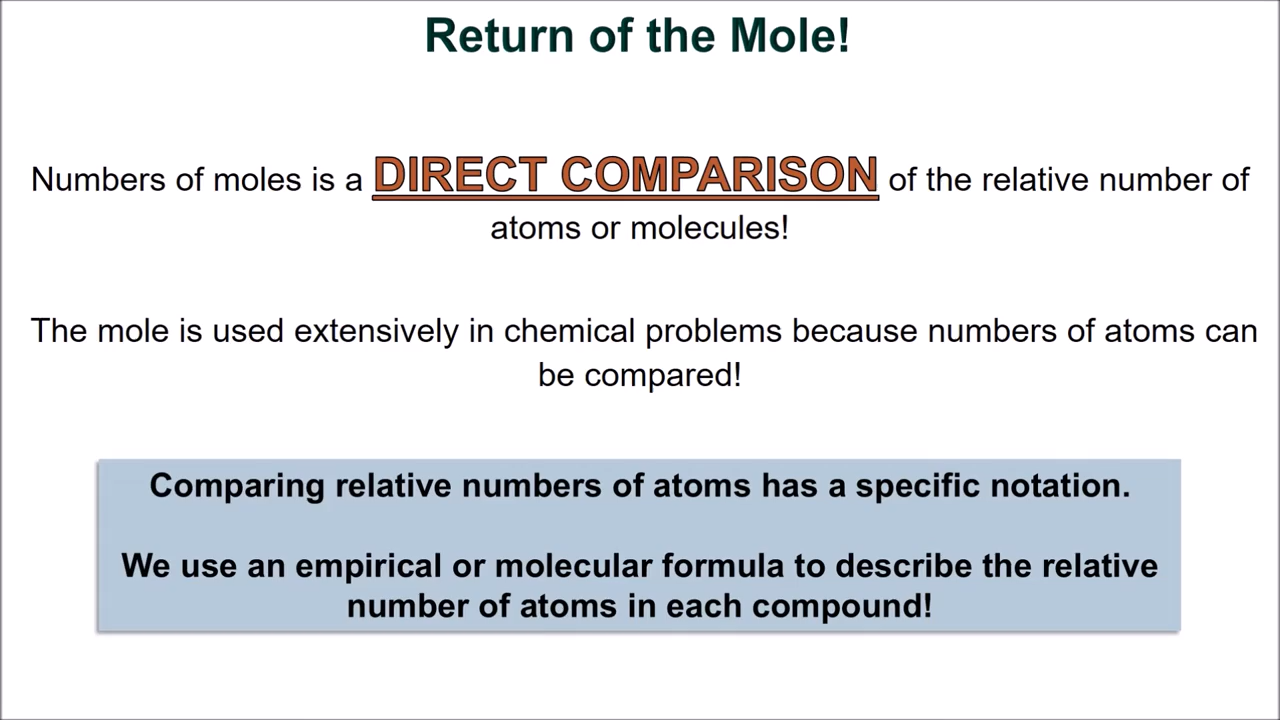 Return of the Mole!
Numbers of moles is a DIRECT COMPARISON of the relative number of
atoms or molecules!
The mole is used extensively in chemical problems because numbers of atoms can
be compared!
Comparing relative numbers of atoms has a specific notation.
We use an empirical or molecular formula to describe the relative
number of atoms in each compound!